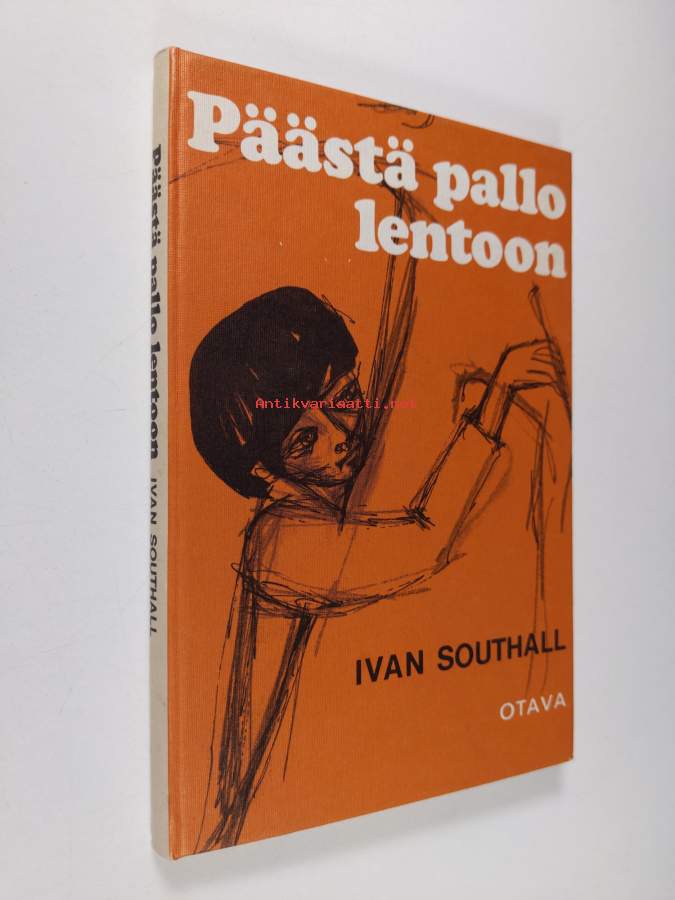 Päästä pallo
lentoon
IVAN SOUTHALL
OTAVA
Päästä pallo lentoon IVAN SOUTHALL
Antikvariaatti.net